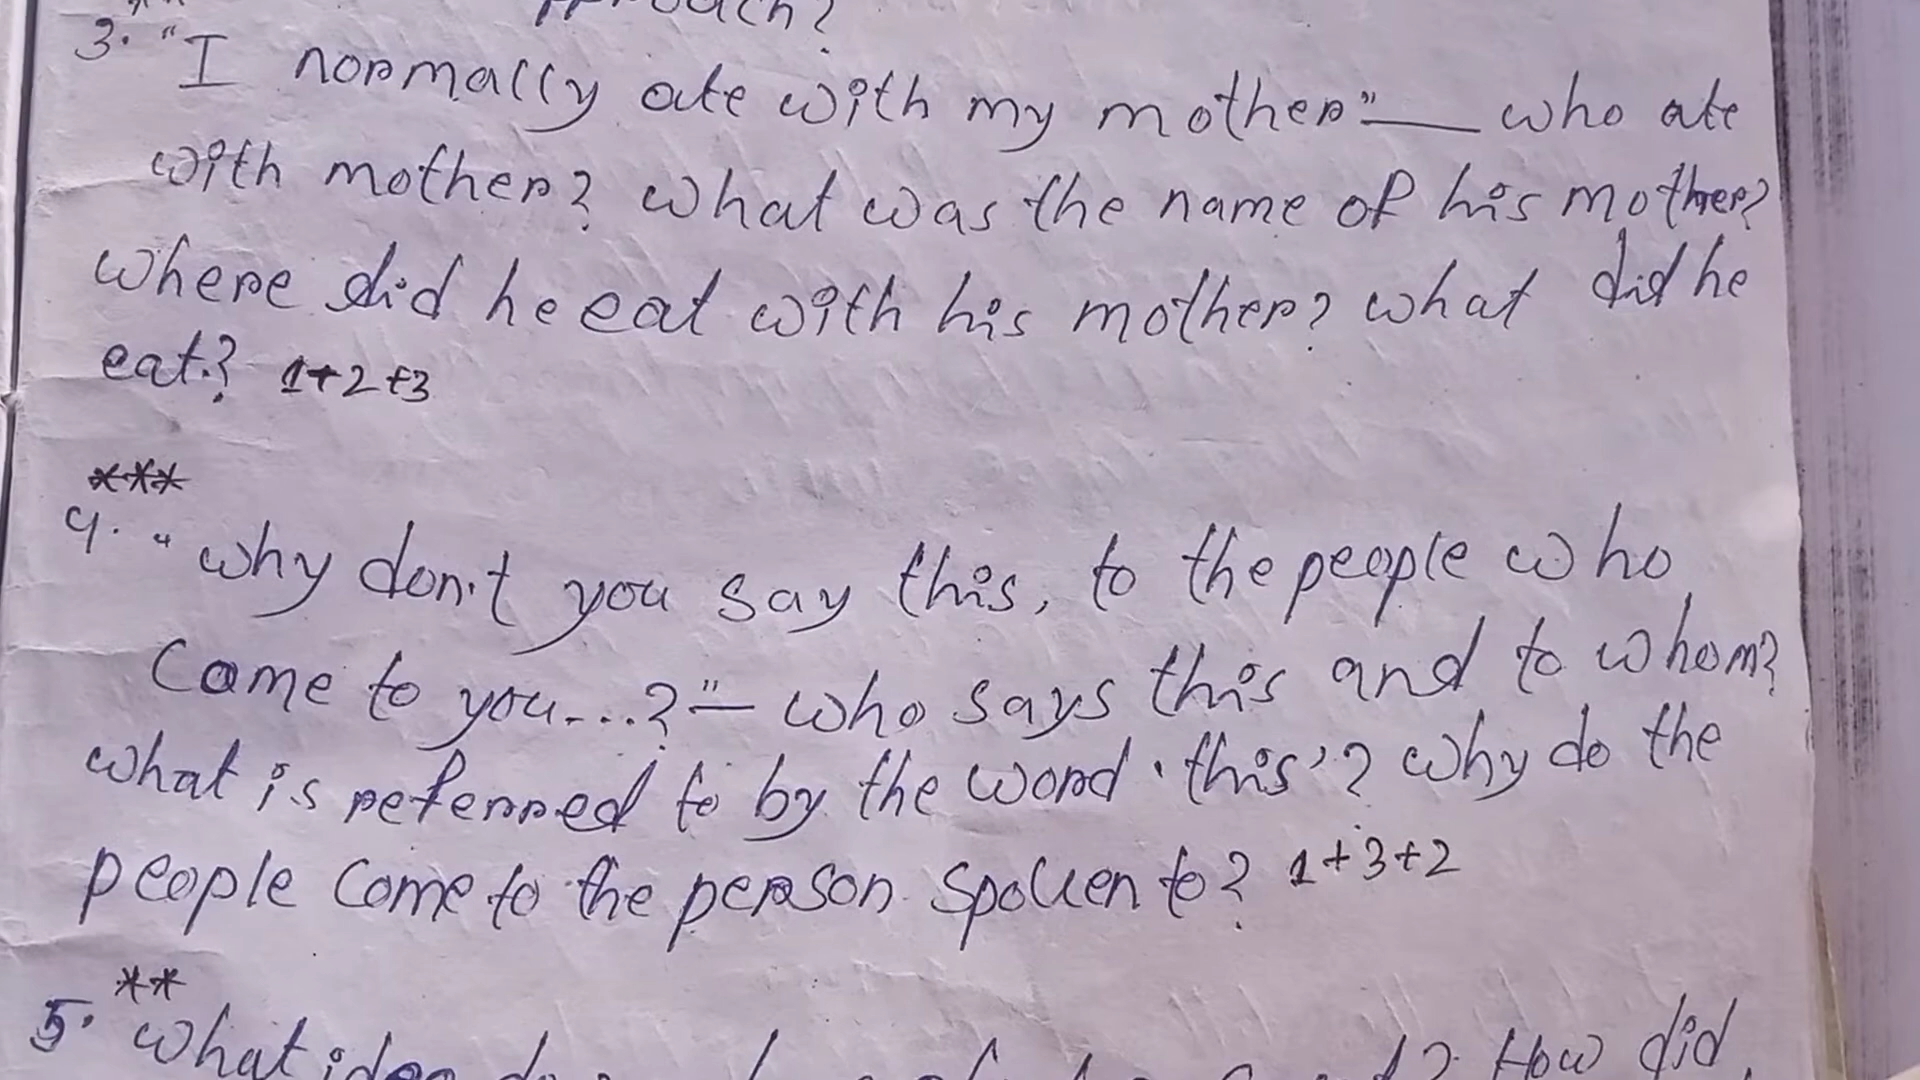 3. "I normally ate with my mother" — who ate
with mother? what was the name of his mother?
where did he eat with his mother? what did he
eat? 1+2+3
***
4. "why don't you say this, to the people who
come to you...?" — who says this and to whom?
what is referred to by the word 'this'? why do the
people come to the person spoken to? 1+3+2
**
5. what
How did